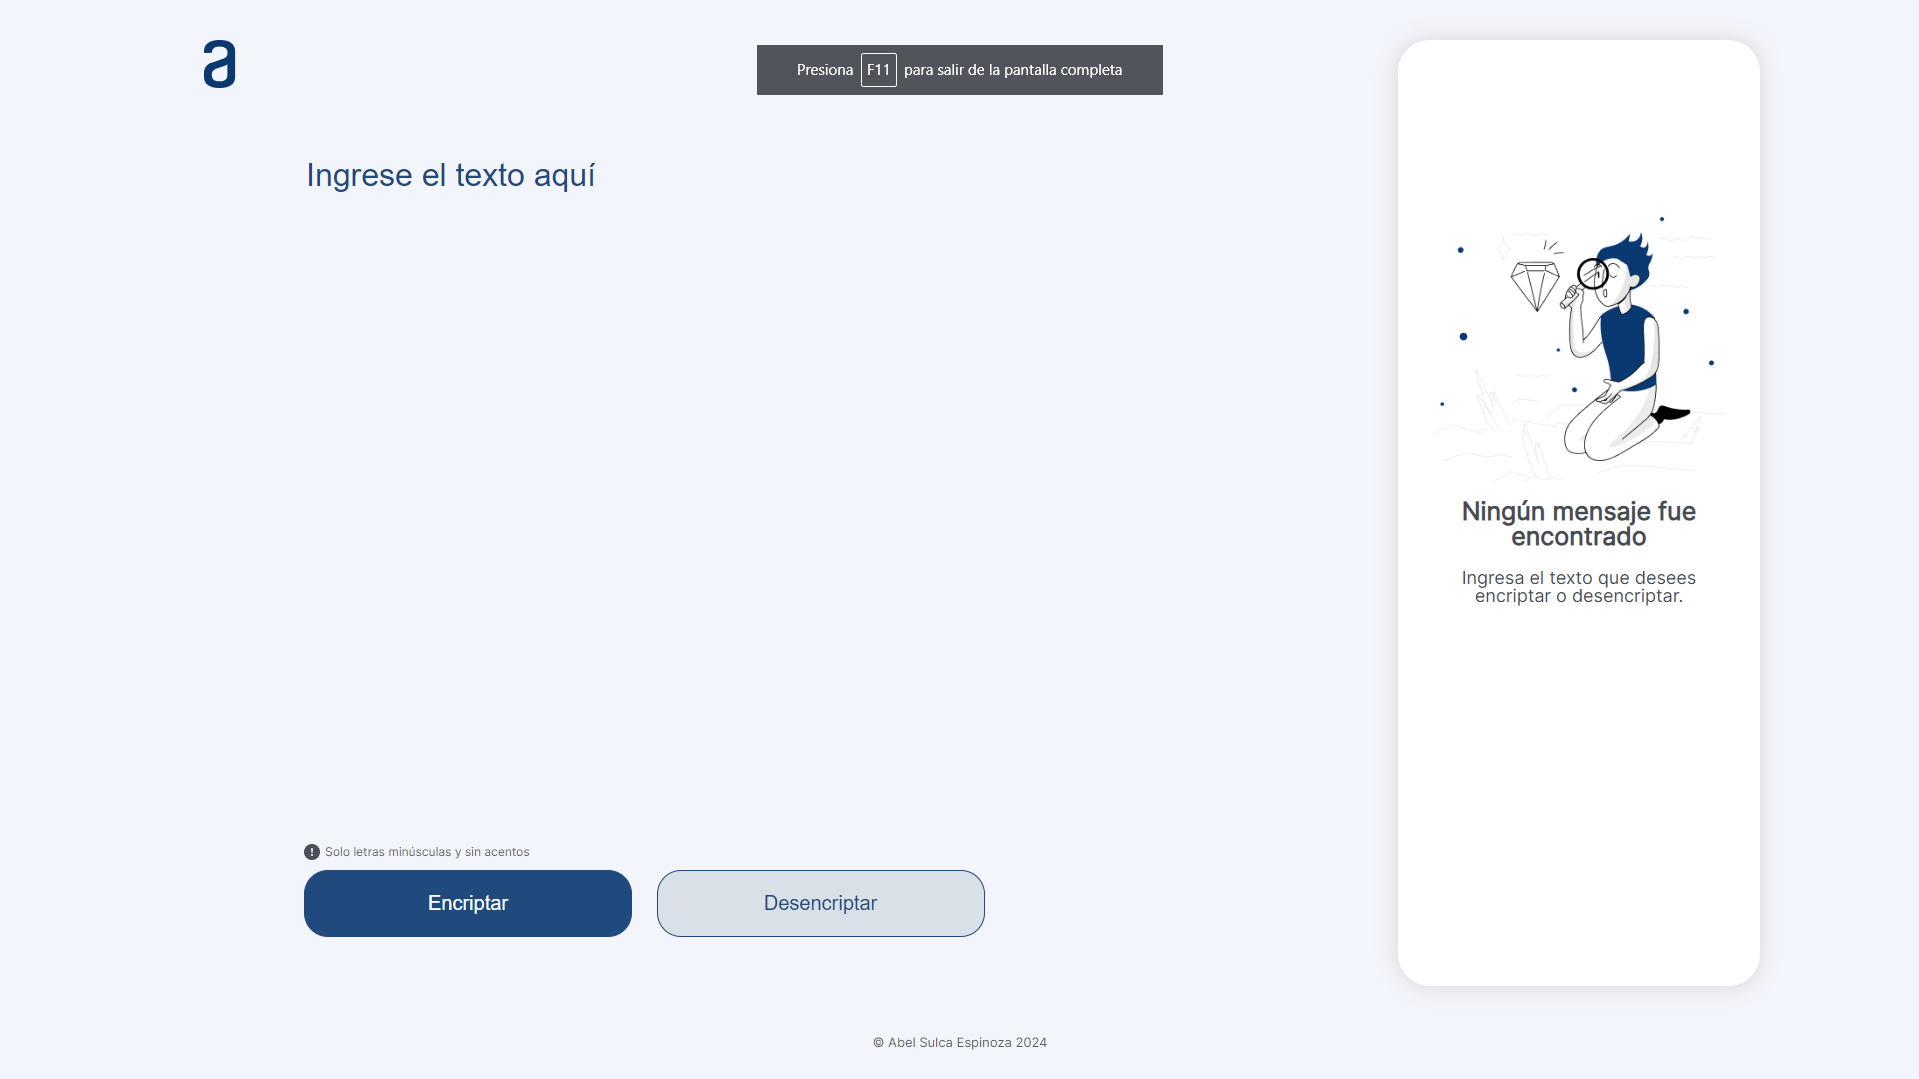 a
Presiona F11 para salir de la pantalla completa
Ingrese el texto aquí
Ningún mensaje fue
encontrado
Ingresa el texto que desees
encriptar o desencriptar.
! Solo letras minúsculas y sin acentos
Encriptar
Desencriptar
© Abel Sulca Espinoza 2024